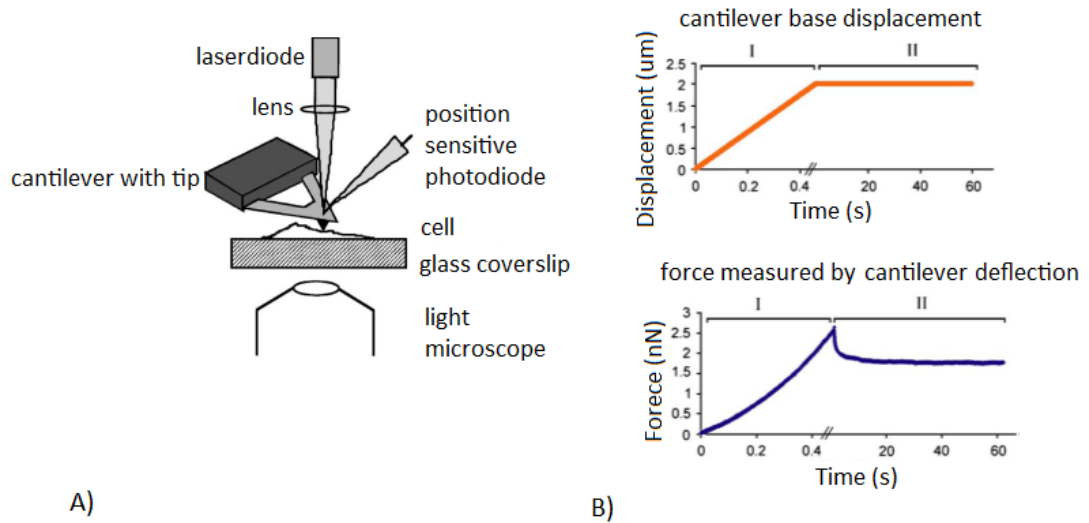 laserdiode
lens
position
sensitive
photodiode
cantilever with tip
cell
glass coverslip
light
microscope
A)
cantilever base displacement
I
II
Displacement (um)
2.5
2
1.5
1
0.5
0
0
0.2
0.4
20
40
60
Time (s)
force measured by cantilever deflection
I
II
Forece (nN)
3
2.5
2
1.5
1
0.5
0
0
0.2
0.4
20
40
60
Time (s)
B)